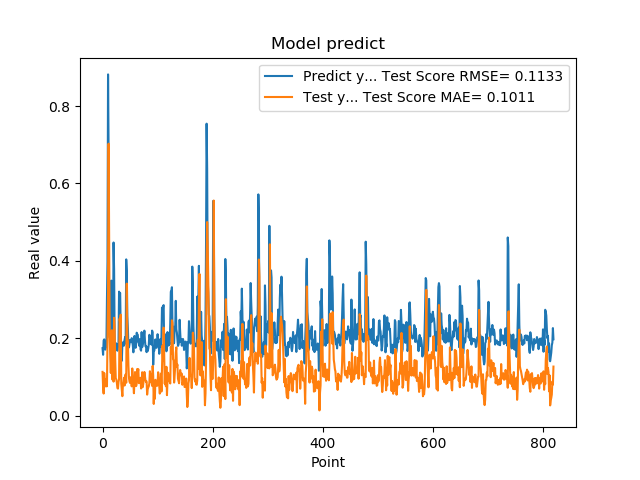 Model predict
Predict y... Test Score RMSE= 0.1133
Test y... Test Score MAE= 0.1011
Real value
0.8
0.6
0.4
0.2
0.0
0
200
400
600
800
Point